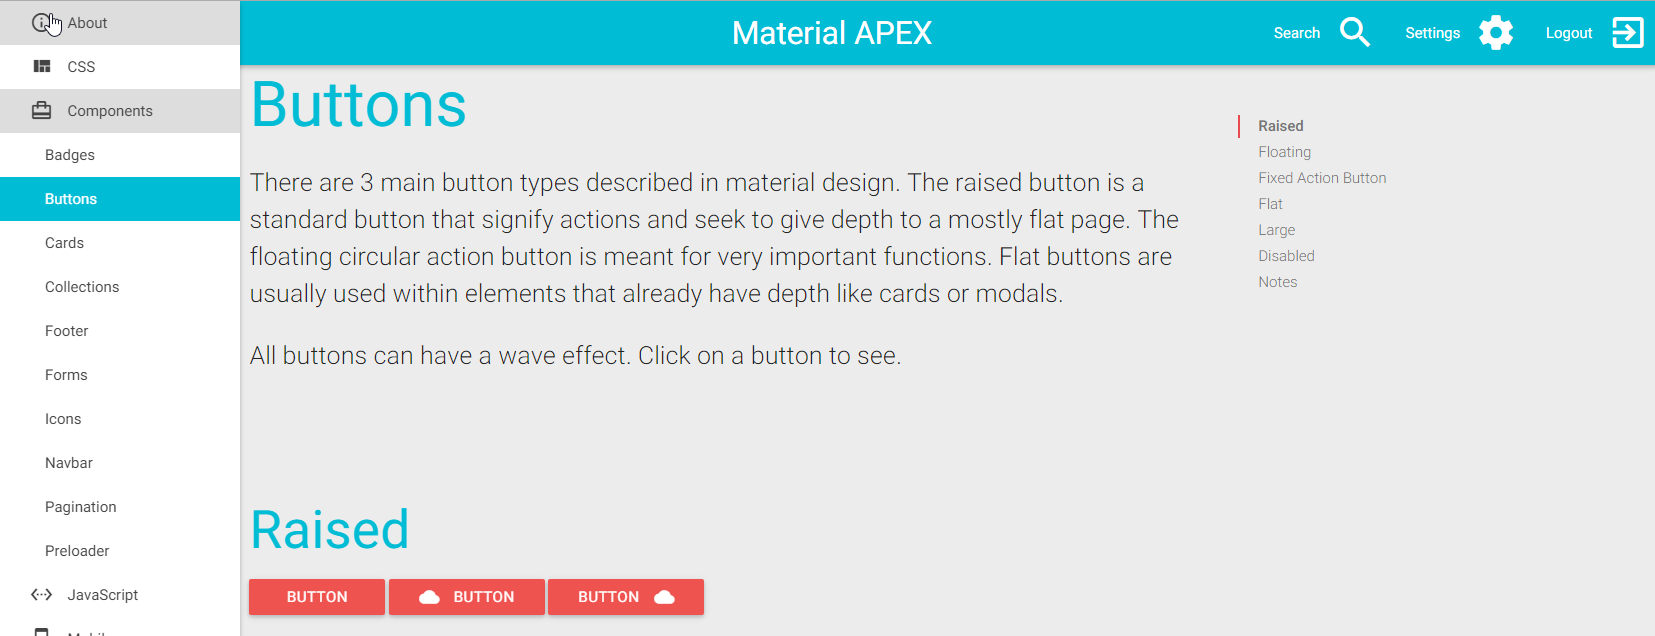 About
CSS
Components
Badges
Buttons
Cards
Collections
Footer
Forms
Icons
Navbar
Pagination
Preloader
JavaScript
Material APEX
Search
Settings
Logout
Buttons
There are 3 main button types described in material design. The raised button is a
standard button that signify actions and seek to give depth to a mostly flat page. The
floating circular action button is meant for very important functions. Flat buttons are
usually used within elements that already have depth like cards or modals.
All buttons can have a wave effect. Click on a button to see.
Raised
BUTTON
BUTTON
BUTTON
Raised
Floating
Fixed Action Button
Flat
Large
Disabled
Notes